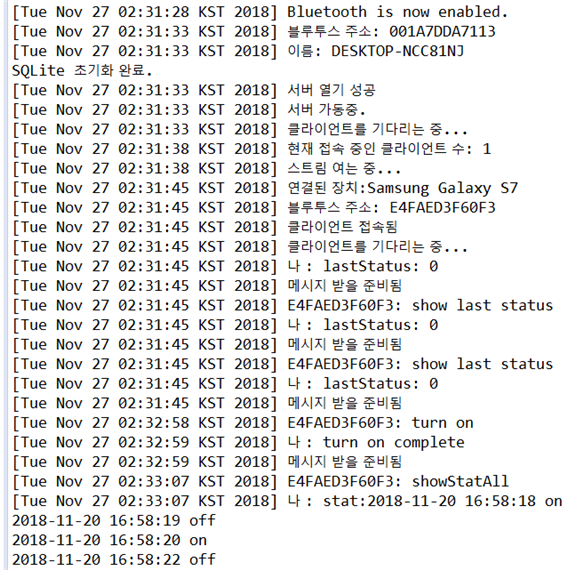 [Tue Nov 27 02:31:28 KST 2018] Bluetooth is now enabled.
[Tue Nov 27 02:31:33 KST 2018] 블루투스 주소: 001A7DDA7113
[Tue Nov 27 02:31:33 KST 2018] 이름: DESKTOP-NCC81NJ
SQLite 초기화 완료.
[Tue Nov 27 02:31:33 KST 2018] 서버 열기 성공
[Tue Nov 27 02:31:33 KST 2018] 서버 가동중.
[Tue Nov 27 02:31:33 KST 2018] 클라이언트를 기다리는 중...
[Tue Nov 27 02:31:38 KST 2018] 현재 접속 중인 클라이언트 수: 1
[Tue Nov 27 02:31:38 KST 2018] 스트림 여는 중...
[Tue Nov 27 02:31:45 KST 2018] 연결된 장치:Samsung Galaxy S7
[Tue Nov 27 02:31:45 KST 2018] 블루투스 주소: E4FAED3F60F3
[Tue Nov 27 02:31:45 KST 2018] 클라이언트 접속됨
[Tue Nov 27 02:31:45 KST 2018] 클라이언트를 기다리는 중...
[Tue Nov 27 02:31:45 KST 2018] 나 : lastStatus: 0
[Tue Nov 27 02:31:45 KST 2018] 메시지 받을 준비됨
[Tue Nov 27 02:31:45 KST 2018] E4FAED3F60F3: show last status
[Tue Nov 27 02:31:45 KST 2018] 나 : lastStatus: 0
[Tue Nov 27 02:31:45 KST 2018] 메시지 받을 준비됨
[Tue Nov 27 02:31:45 KST 2018] E4FAED3F60F3: show last status
[Tue Nov 27 02:31:45 KST 2018] 나 : lastStatus: 0
[Tue Nov 27 02:31:45 KST 2018] 메시지 받을 준비됨
[Tue Nov 27 02:32:58 KST 2018] E4FAED3F60F3: turn on
[Tue Nov 27 02:32:59 KST 2018] 나 : turn on complete
[Tue Nov 27 02:32:59 KST 2018] 메시지 받을 준비됨
[Tue Nov 27 02:33:07 KST 2018] E4FAED3F60F3: showStatAll
[Tue Nov 27 02:33:07 KST 2018] 나 : stat:2018-11-20 16:58:18 on
2018-11-20 16:58:19 off
2018-11-20 16:58:20 on
2018-11-20 16:58:22 off